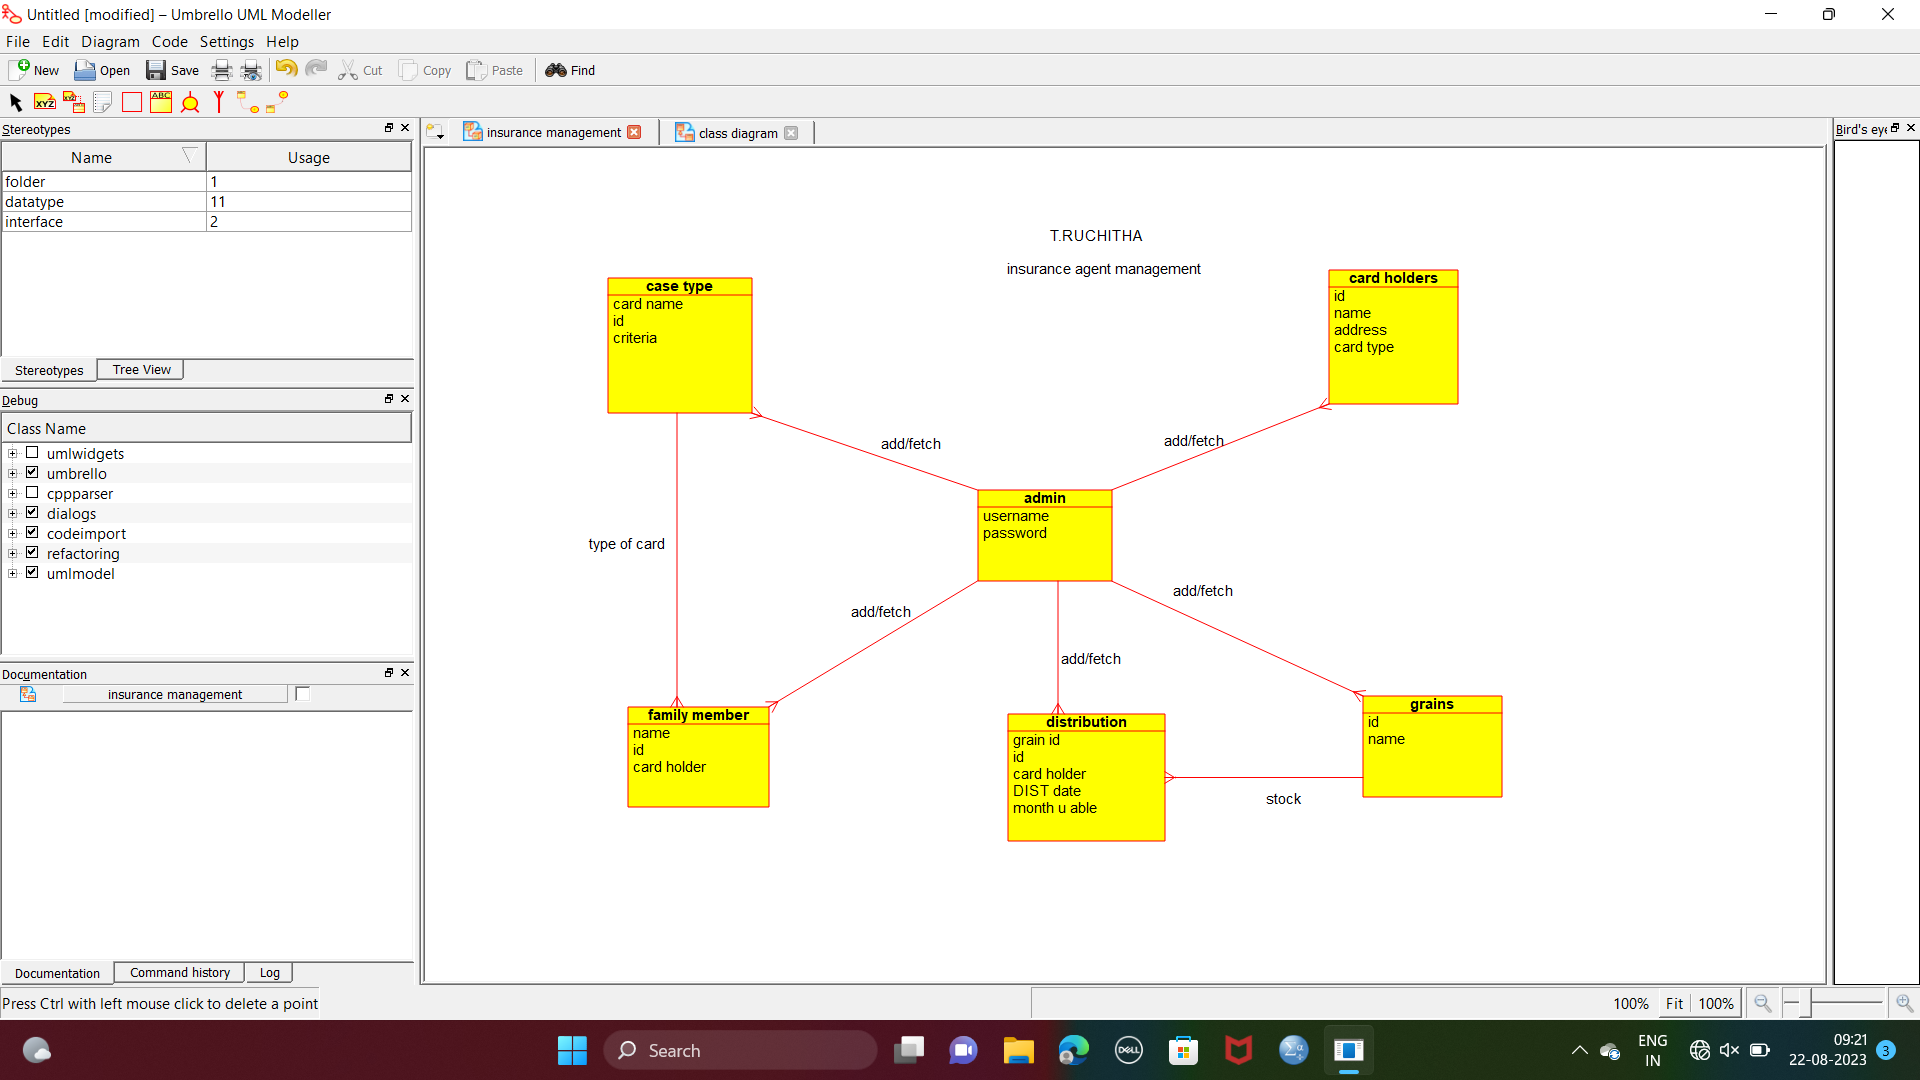 Untitled [modified] – Umbrello UML Modeller
File Edit Diagram Code Settings Help
New Open Save Cut Copy Paste Find
XYZ XYZ ABC
Stereotypes
Name Usage
folder 1
datatype 11
interface 2
Stereotypes Tree View
Debug
Class Name
umlwidgets
umbrello
cppparser
dialogs
codeimport
refactoring
umlmodel
Documentation
insurance management
Documentation Command history Log
Press Ctrl with left mouse click to delete a point
insurance management class diagram
Bird's eye
T.RUCHITHA
insurance agent management
case type
card name
id
criteria
card holders
id
name
address
card type
add/fetch
add/fetch
admin
username
password
type of card
add/fetch
add/fetch
add/fetch
family member
name
id
card holder
distribution
grain id
id
card holder
DIST date
month u able
grains
id
name
stock
100% Fit 100%
Search
DELL
ENG
IN
09:21
22-08-2023
3